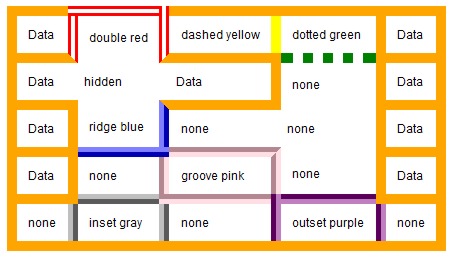 Data double red dashed yellow dotted green Data
Data hidden Data none Data
Data ridge blue none none Data
Data none groove pink none Data
none inset gray none outset purple none